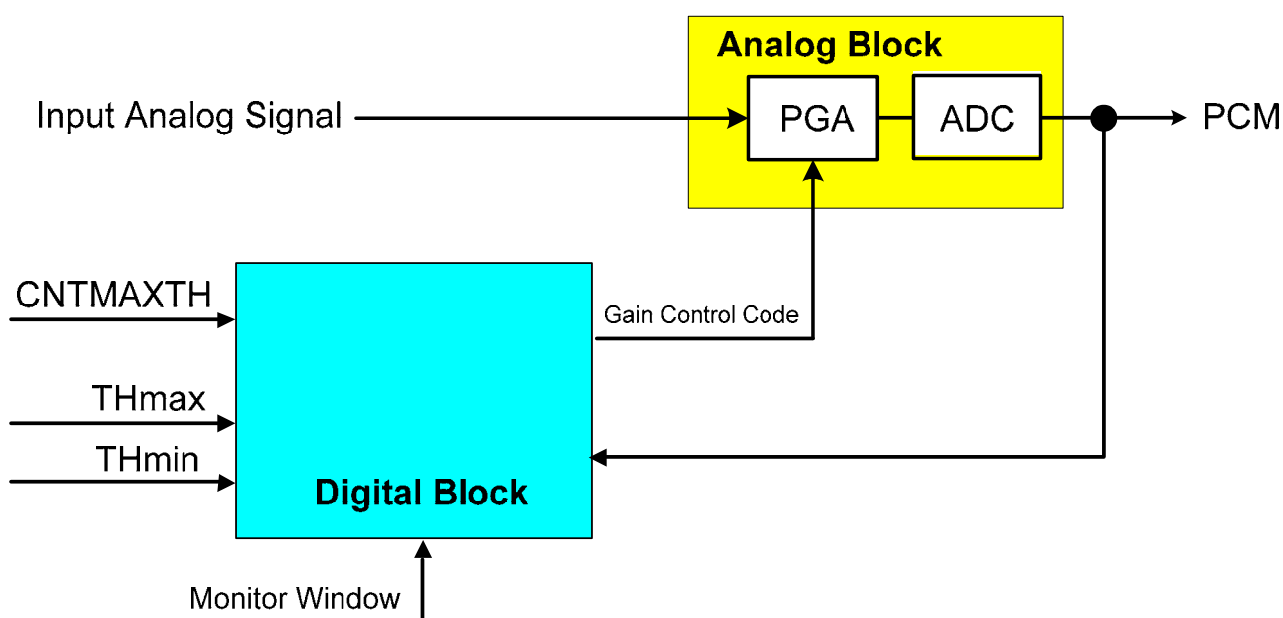 Analog Block
Input Analog Signal
PGA
ADC
PCM
CNTMAXTH
Gain Control Code
THmax
THmin
Digital Block
Monitor Window